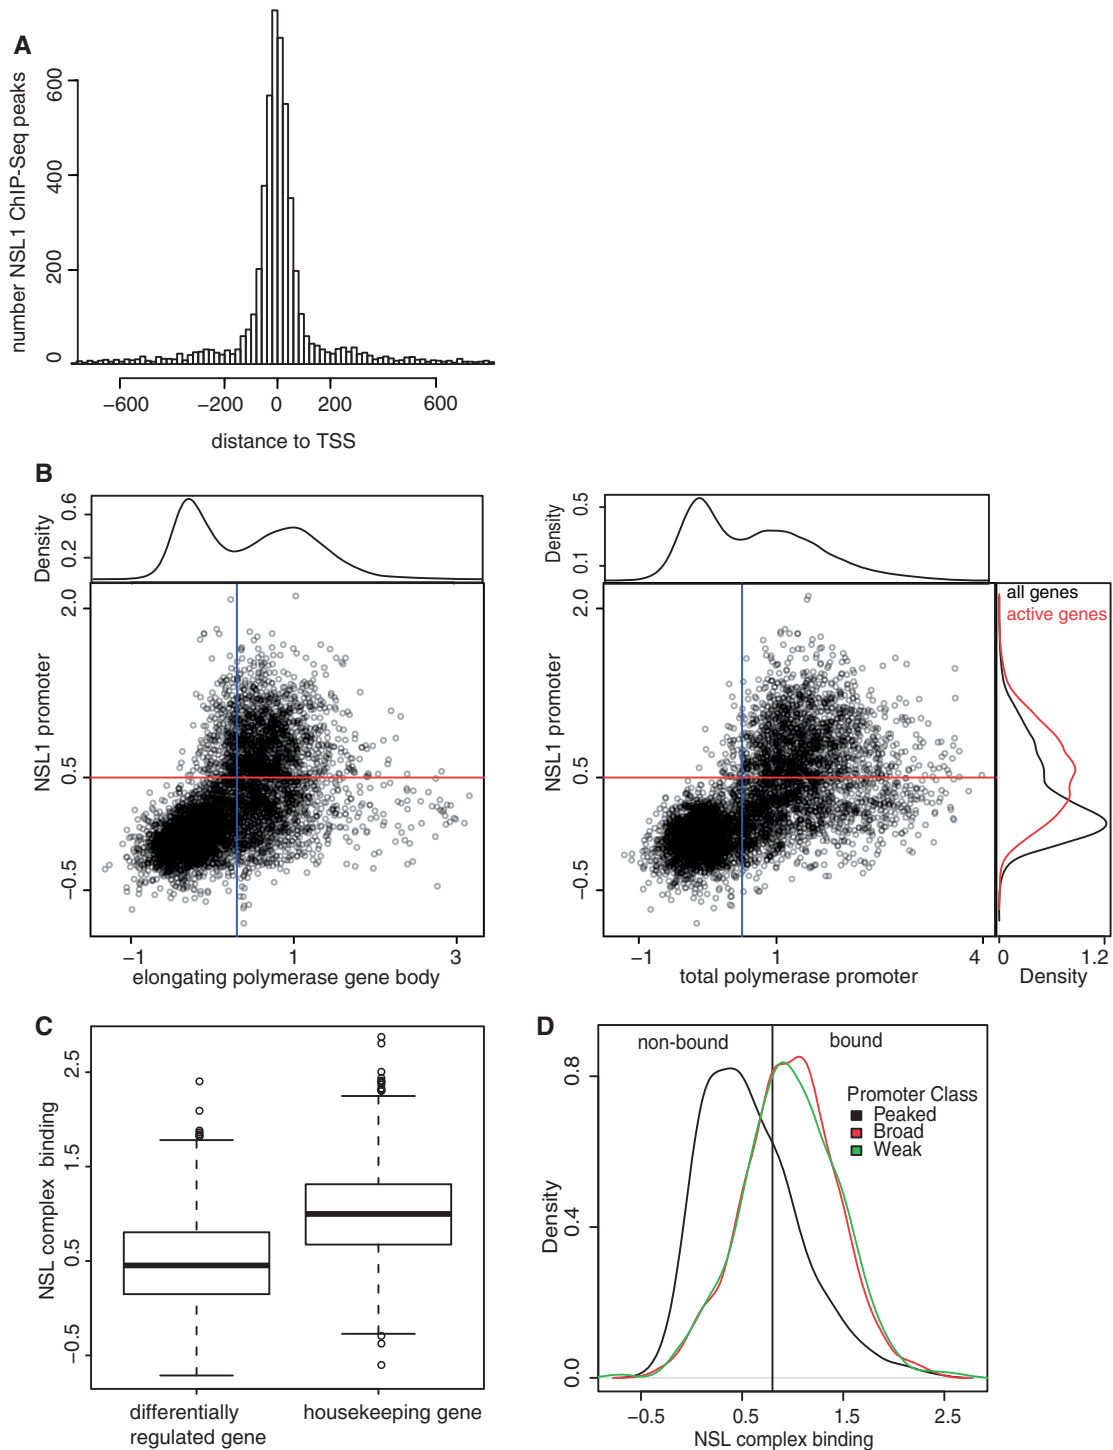 A
number NSL1 ChIP-Seq peaks
0 200 400 600
−600 −200 0 200 600
distance to TSS
B
Density
0.2 0.6
NSL1 promoter
−0.5 0.5 2.0
−1 1 3
elongating polymerase gene body
Density
0.1 0.5
NSL1 promoter
−0.5 0.5 2.0
−1 1 4
total polymerase promoter
all genes
active genes
0 1.2
Density
C
NSL complex binding
−0.5 0.5 1.5 2.5
differentially
regulated gene
housekeeping gene
D
non-bound bound
Promoter Class
Peaked
Broad
Weak
Density
0.0 0.4 0.8
−0.5 0.5 1.5 2.5
NSL complex binding